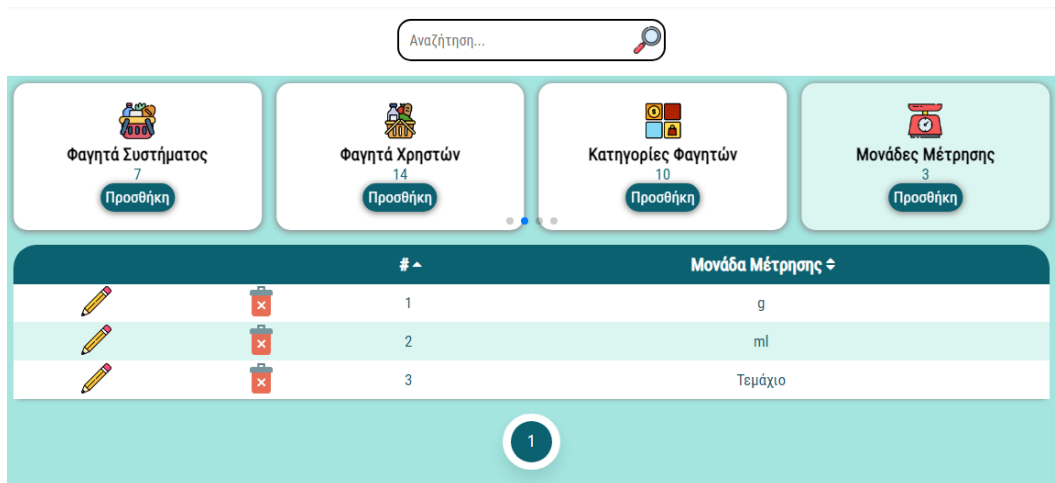 Αναζήτηση...
Φαγητά Συστήματος
7
Προσθήκη
Φαγητά Χρηστών
14
Προσθήκη
Κατηγορίες Φαγητών
10
Προσθήκη
Μονάδες Μέτρησης
3
Προσθήκη
# Μονάδα Μέτρησης
1 g
2 ml
3 Τεμάχιο
1